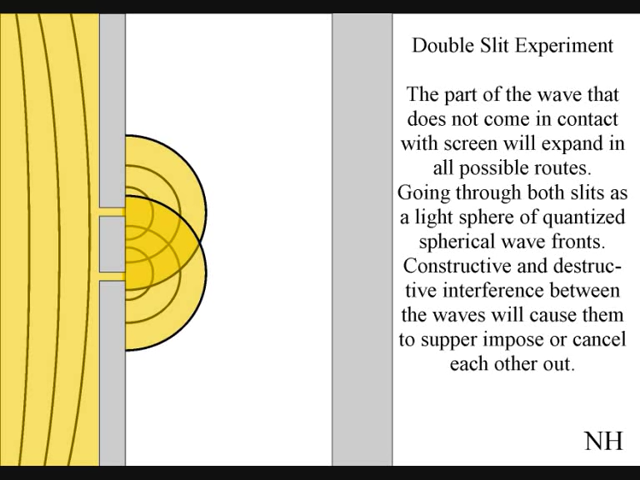 Double Slit Experiment
The part of the wave that
does not come in contact
with screen will expand in
all possible routes.
Going through both slits as
a light sphere of quantized
spherical wave fronts.
Constructive and destruc-
tive interference between
the waves will cause them
to supper impose or cancel
each other out.
NH